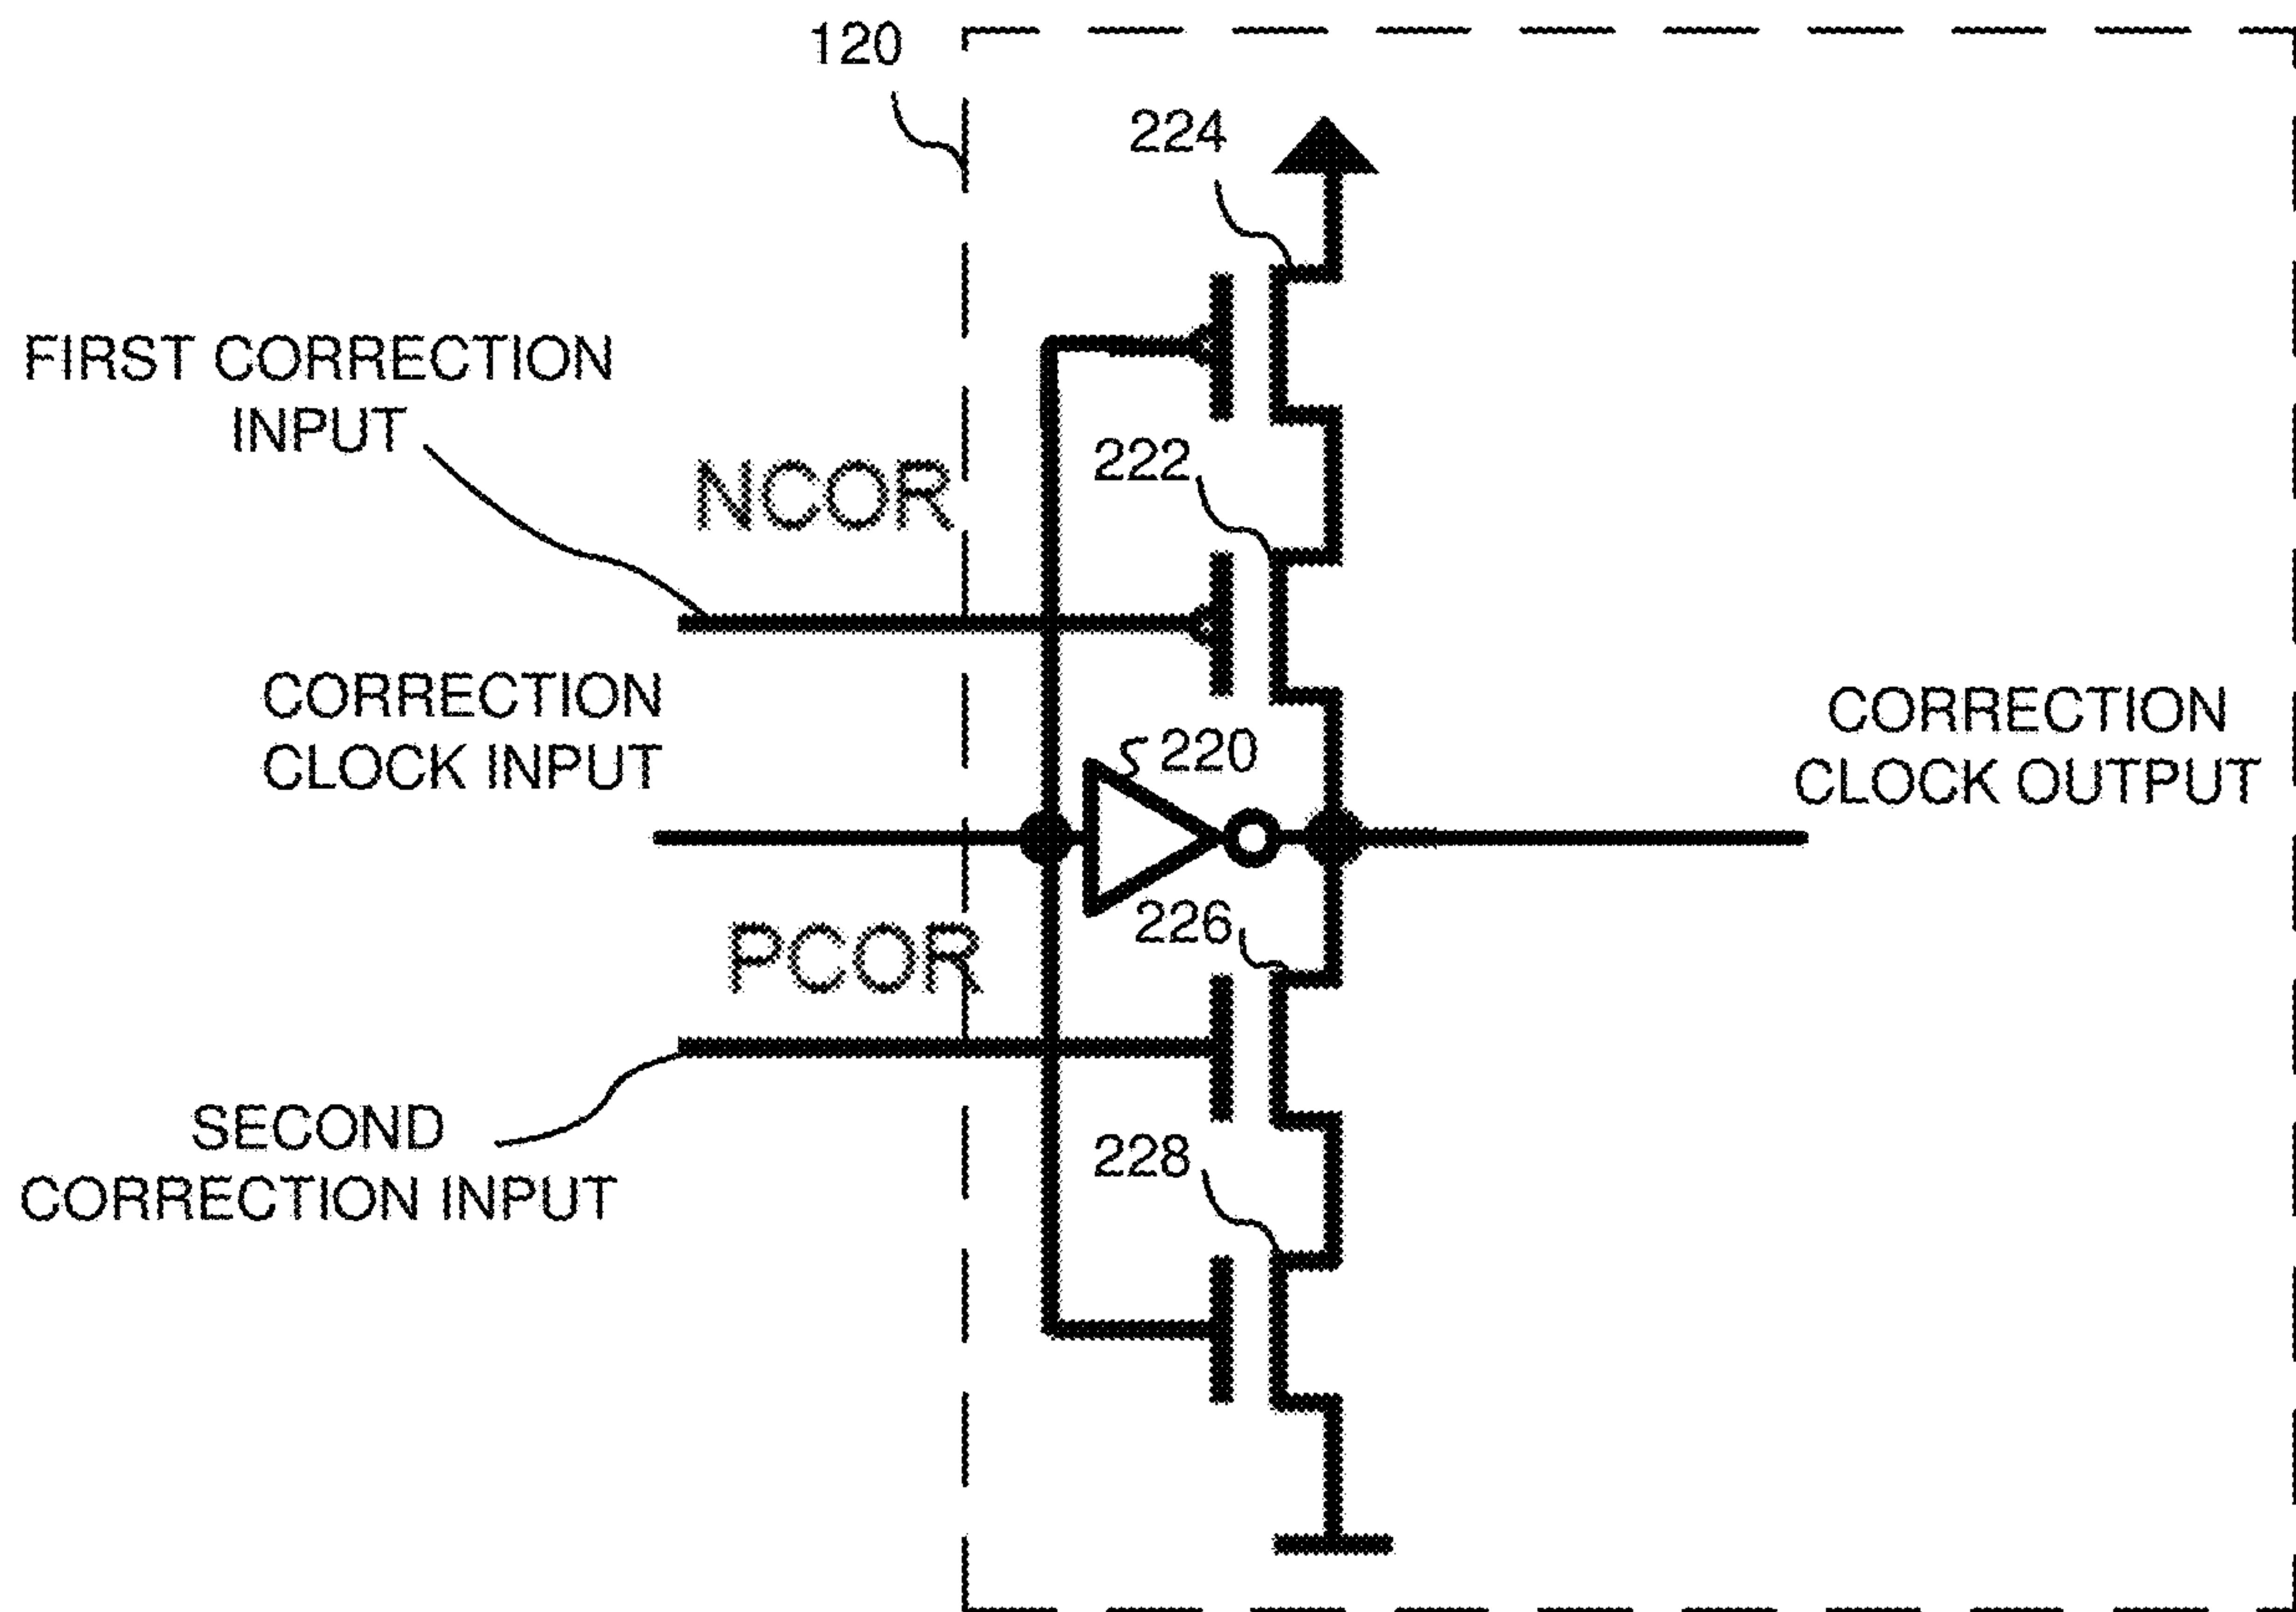 120
224
FIRST CORRECTION
INPUT
NCOR
222
CORRECTION
CLOCK INPUT
220
CORRECTION
CLOCK OUTPUT
PCOR
226
SECOND
CORRECTION INPUT
228